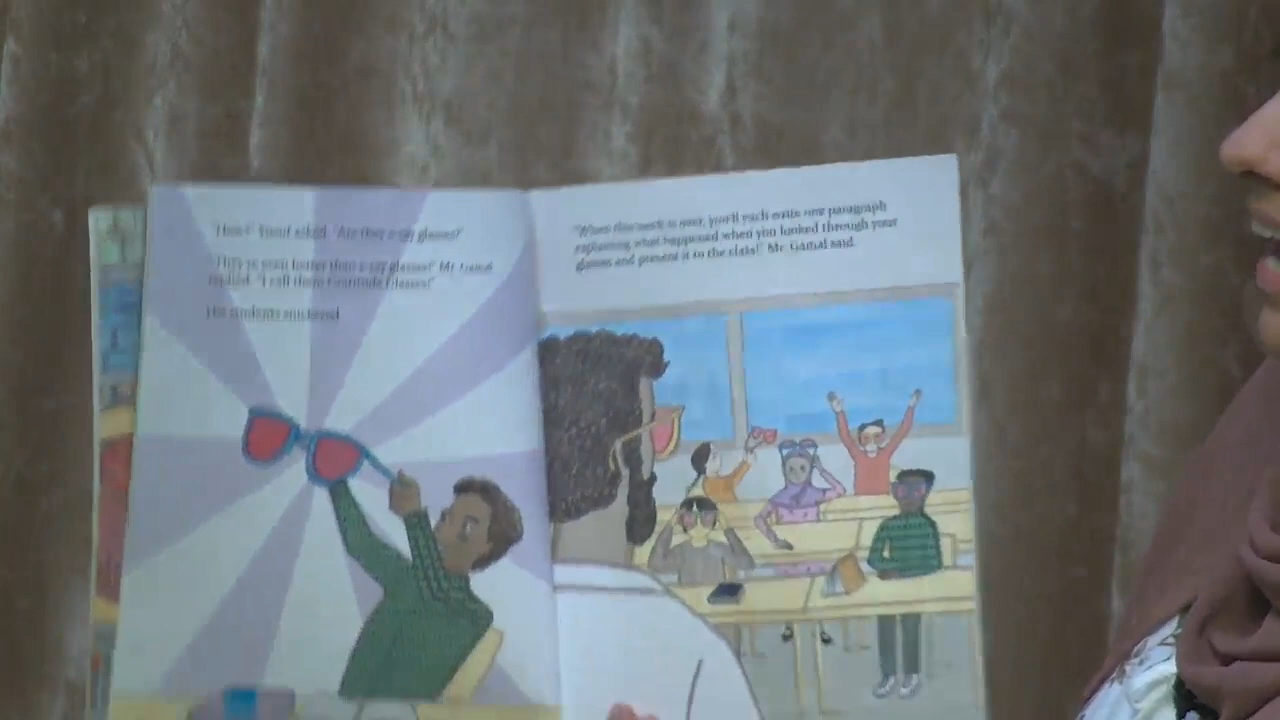 "How?" Yusuf asked. "Are they x-ray glasses?"
"They're even better than x-ray glasses!" Mr. Gamal
replied. "I call them Gratitude Glasses!"
The students
"When this week is over, you'll each write one paragraph
explaining what happened when you looked through your
glasses and present it to the class!" Mr. Gamal said.